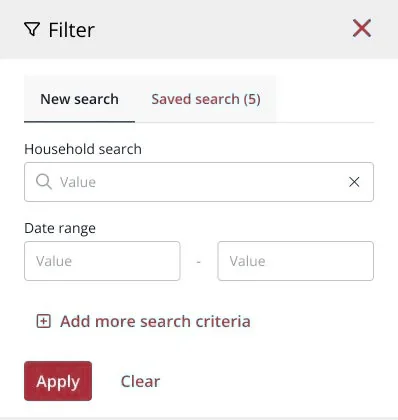 Filter
New search Saved search (5)
Household search
Value
Date range
Value - Value
Add more search criteria
Apply Clear